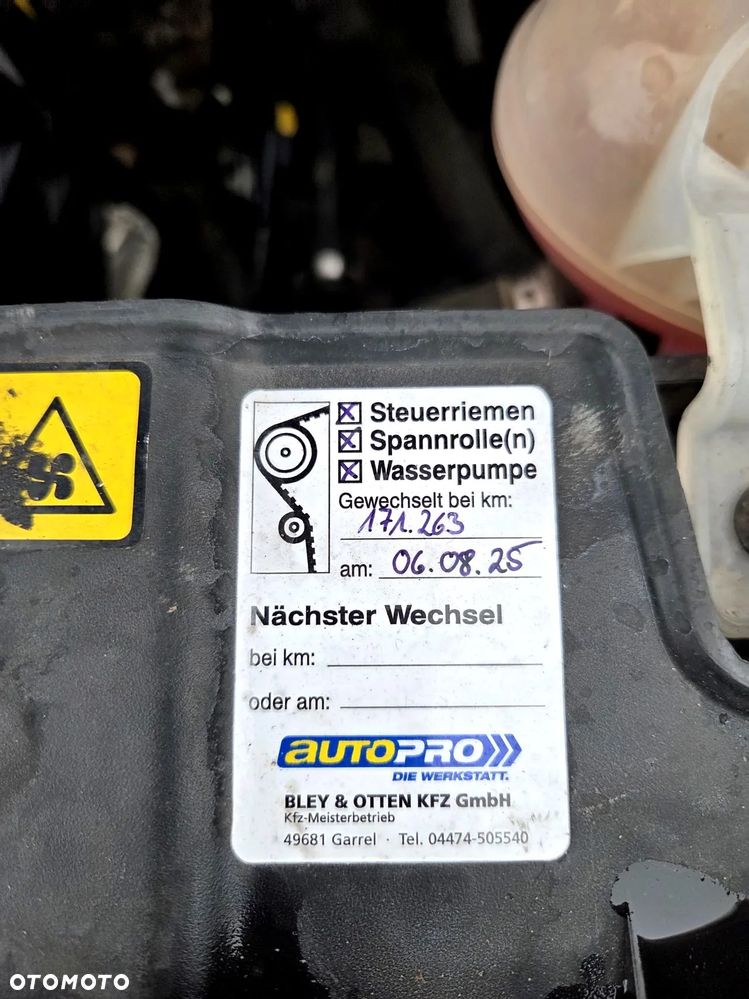 Steuerriemen
Spannrolle(n)
Wasserpumpe
Gewechselt bei km:
171.263
am: 06.08.25
Nächster Wechsel
bei km:
oder am:
AUTOPRO
DIE WERKSTATT.
BLEY & OTTEN KFZ GmbH
Kfz-Meisterbetrieb
49681 Garrel · Tel. 04474-505540
OTOMOTO